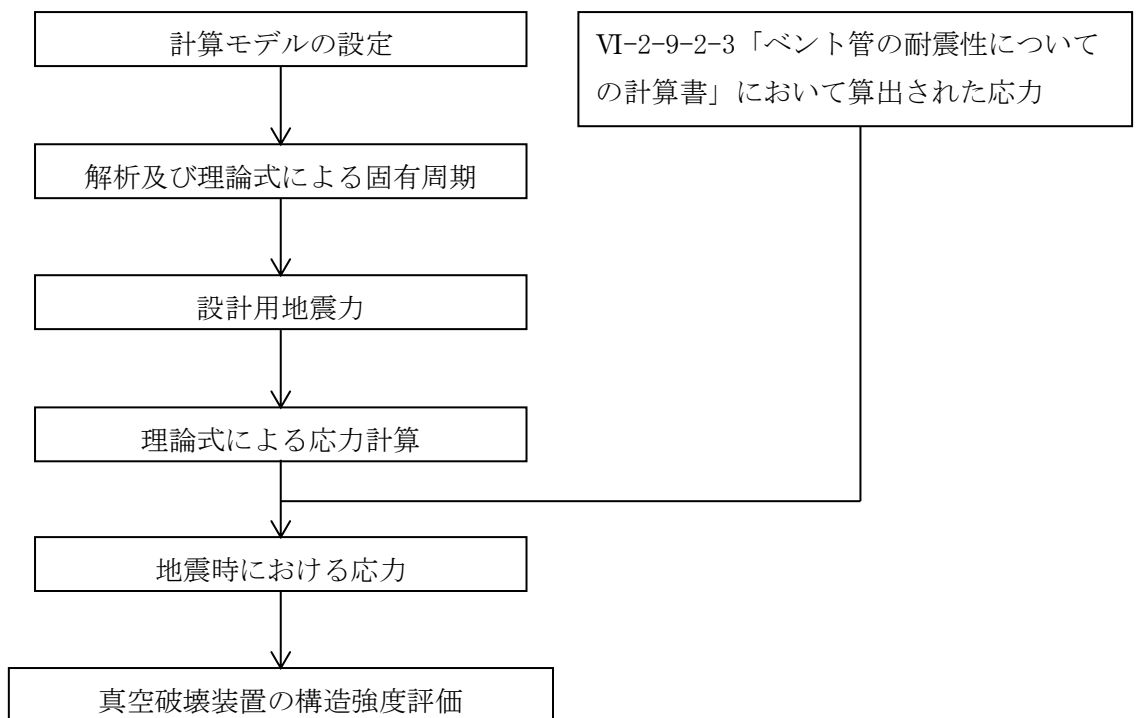 計算モデルの設定
Ⅵ-2-9-2-3「ベント管の耐震性について
の計算書」において算出された応力
解析及び理論式による固有周期
設計用地震力
理論式による応力計算
地震時における応力
真空破壊装置の構造強度評価